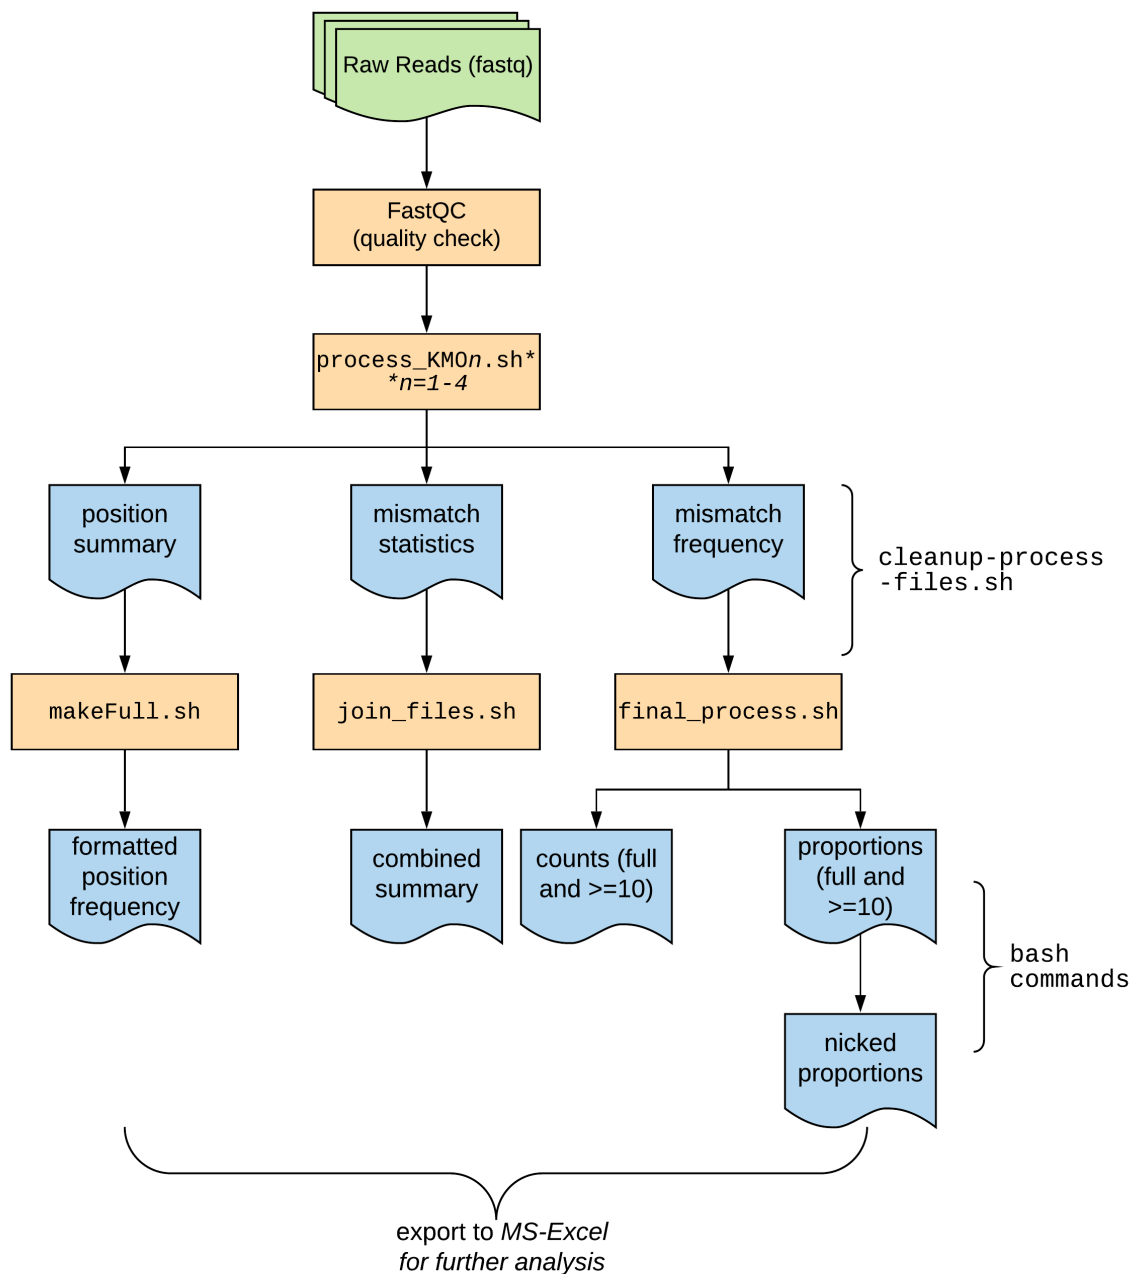 Raw Reads (fastq)
FastQC
(quality check)
process_KMOn.sh*
*n=1-4
position
summary
mismatch
statistics
mismatch
frequency
cleanup-process
-files.sh
makeFull.sh
join_files.sh
final_process.sh
formatted
position
frequency
combined
summary
counts (full
and >=10)
proportions
(full and
>=10)
bash
commands
nicked
proportions
export to MS-Excel
for further analysis